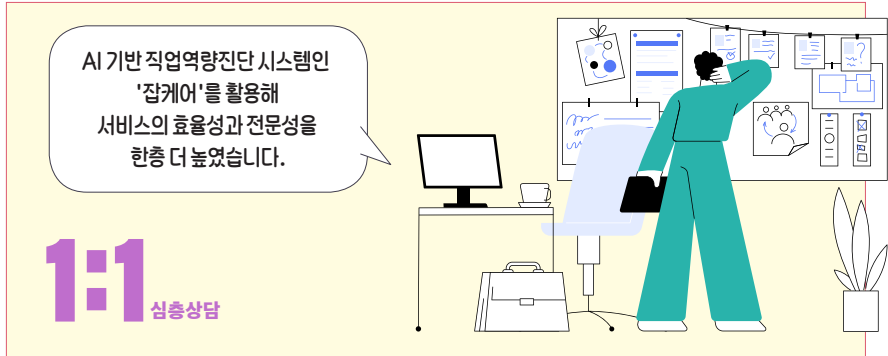 AI 기반 직업역량진단 시스템인
'잡케어'를 활용해
서비스의 효율성과 전문성을
한층 더 높였습니다.
1:1 심층상담
?